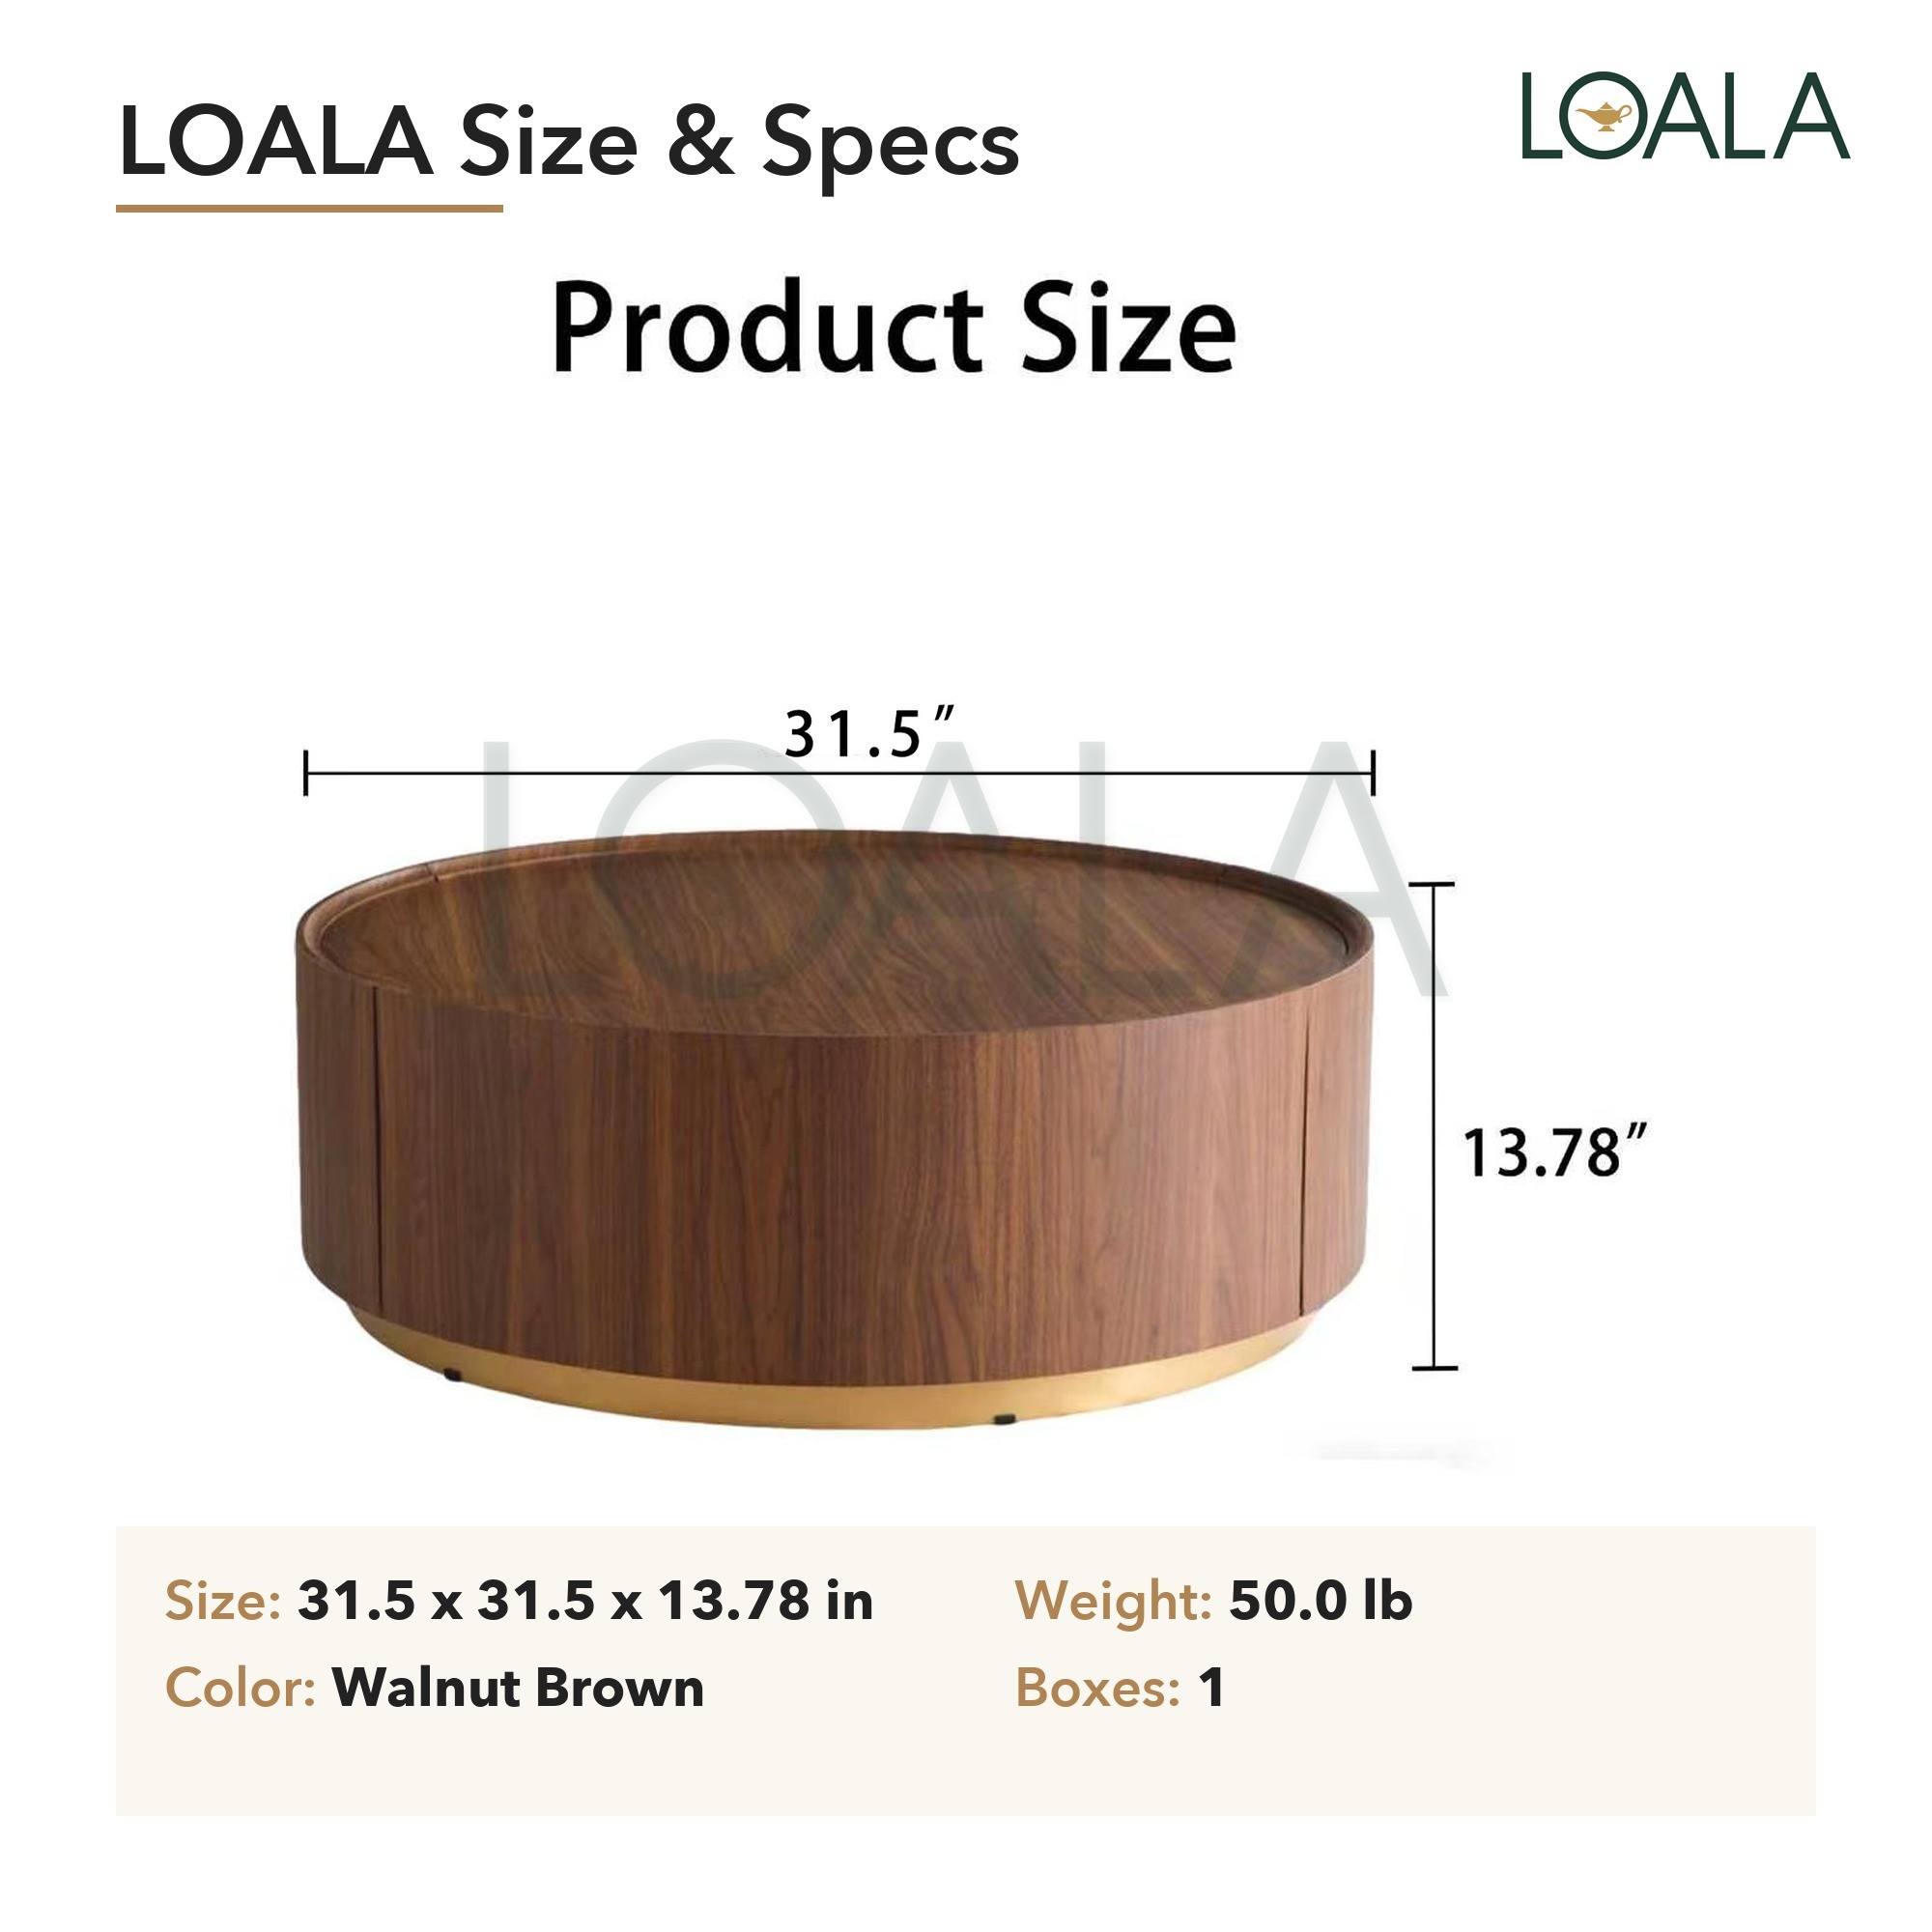 LOALA Size & Specs
LOALA
Product Size
31.5″
LOALA
13.78″
Size: 31.5 x 31.5 x 13.78 in
Weight: 50.0 lb
Color: Walnut Brown
Boxes: 1